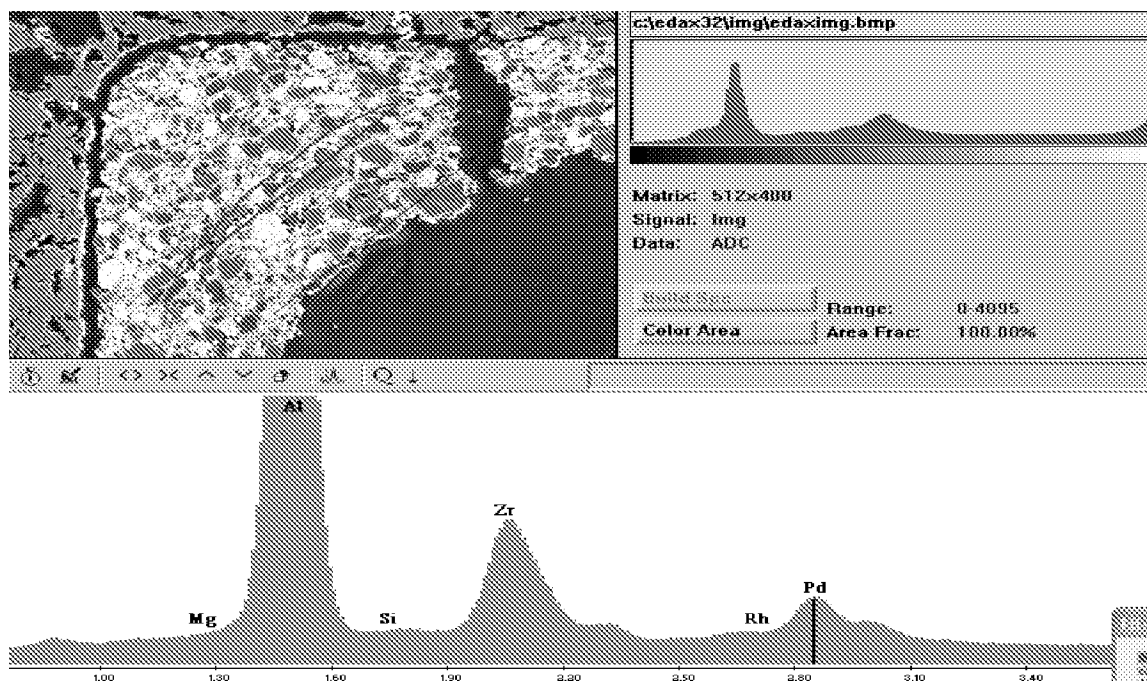 c:\edax32\img\edaximg.bmp
Matrix: 512x400
Signal: Img
Data: ADC
Color Area
Range: 0-4095
Area Frac: 100.00%
Al
Zr
Pd
Mg
Si
Rh
1.00 1.30 1.60 1.90 2.20 2.50 2.80 3.10 3.40